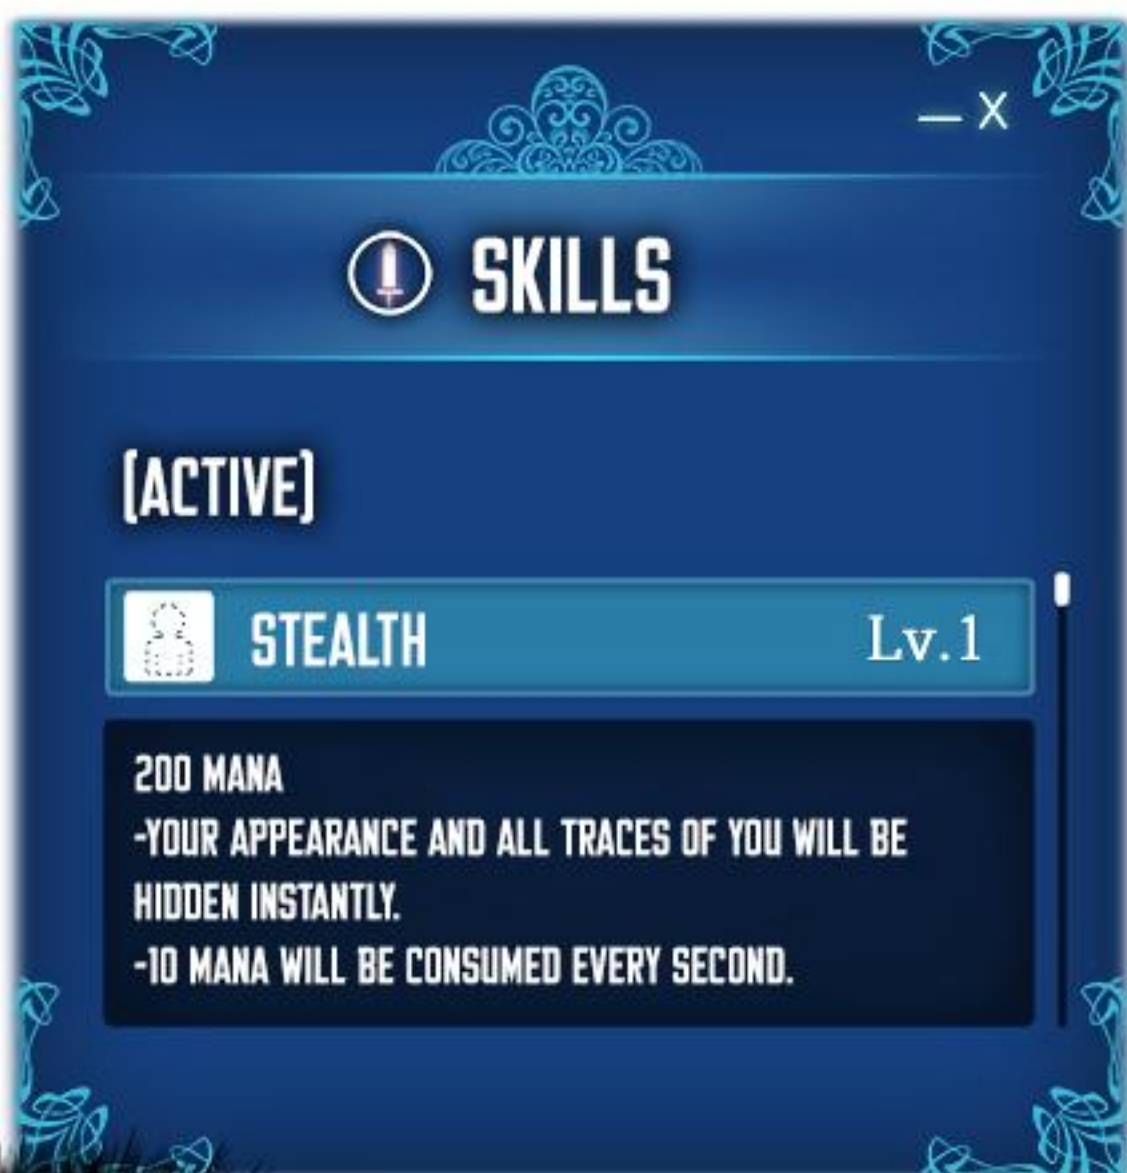 — X
SKILLS
[ACTIVE]
STEALTH Lv.1
200 MANA
-YOUR APPEARANCE AND ALL TRACES OF YOU WILL BE
HIDDEN INSTANTLY.
-10 MANA WILL BE CONSUMED EVERY SECOND.